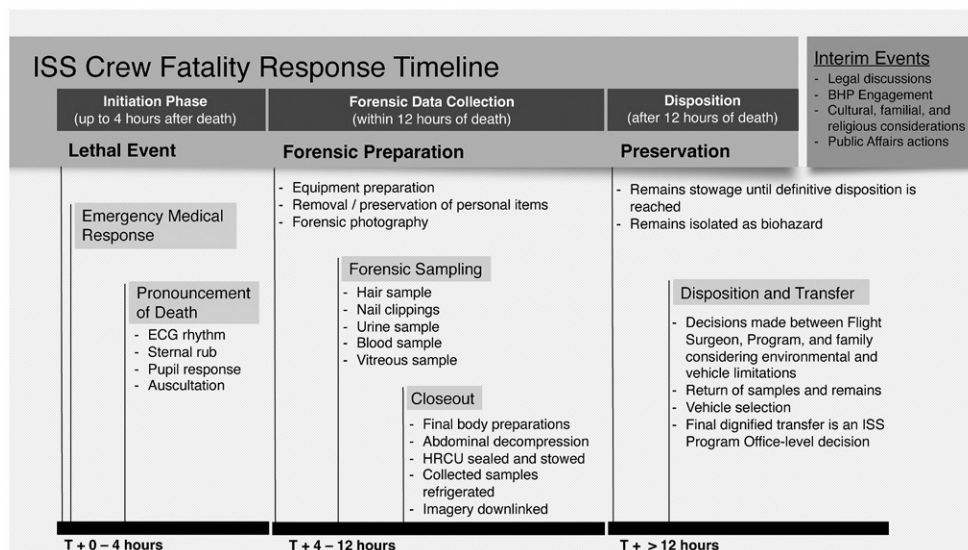 ISS Crew Fatality Response Timeline
Interim Events
- Legal discussions
- BHP Engagement
- Cultural, familial, and
religious considerations
- Public Affairs actions
Initiation Phase
(up to 4 hours after death)
Forensic Data Collection
(within 12 hours of death)
Disposition
(after 12 hours of death)
Lethal Event
Forensic Preparation
Preservation
Emergency Medical
Response
Pronouncement
of Death
- ECG rhythm
- Sternal rub
- Pupil response
- Auscultation
- Equipment preparation
- Removal / preservation of personal items
- Forensic photography
Forensic Sampling
- Hair sample
- Nail clippings
- Urine sample
- Blood sample
- Vitreous sample
Closeout
- Final body preparations
- Abdominal decompression
- HRCU sealed and stowed
- Collected samples
refrigerated
- Imagery downlinked
- Remains stowage until definitive disposition is
reached
- Remains isolated as biohazard
Disposition and Transfer
- Decisions made between Flight
Surgeon, Program, and family
considering environmental and
vehicle limitations
- Return of samples and remains
- Vehicle selection
- Final dignified transfer is an ISS
Program Office-level decision
T + 0 – 4 hours
T + 4 – 12 hours
T + > 12 hours